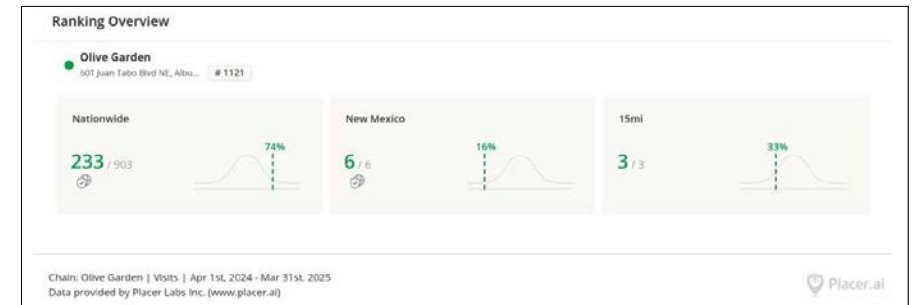 Ranking Overview
Olive Garden
601 Juan Tabo Blvd NE, Albu... # 1121
Nationwide
233 / 903
74%
New Mexico
6 / 6
16%
15mi
3 / 3
33%
Chain: Olive Garden | Visits | Apr 1st, 2024 - Mar 31st, 2025
Data provided by Placer Labs Inc. (www.placer.ai)
Placer.ai